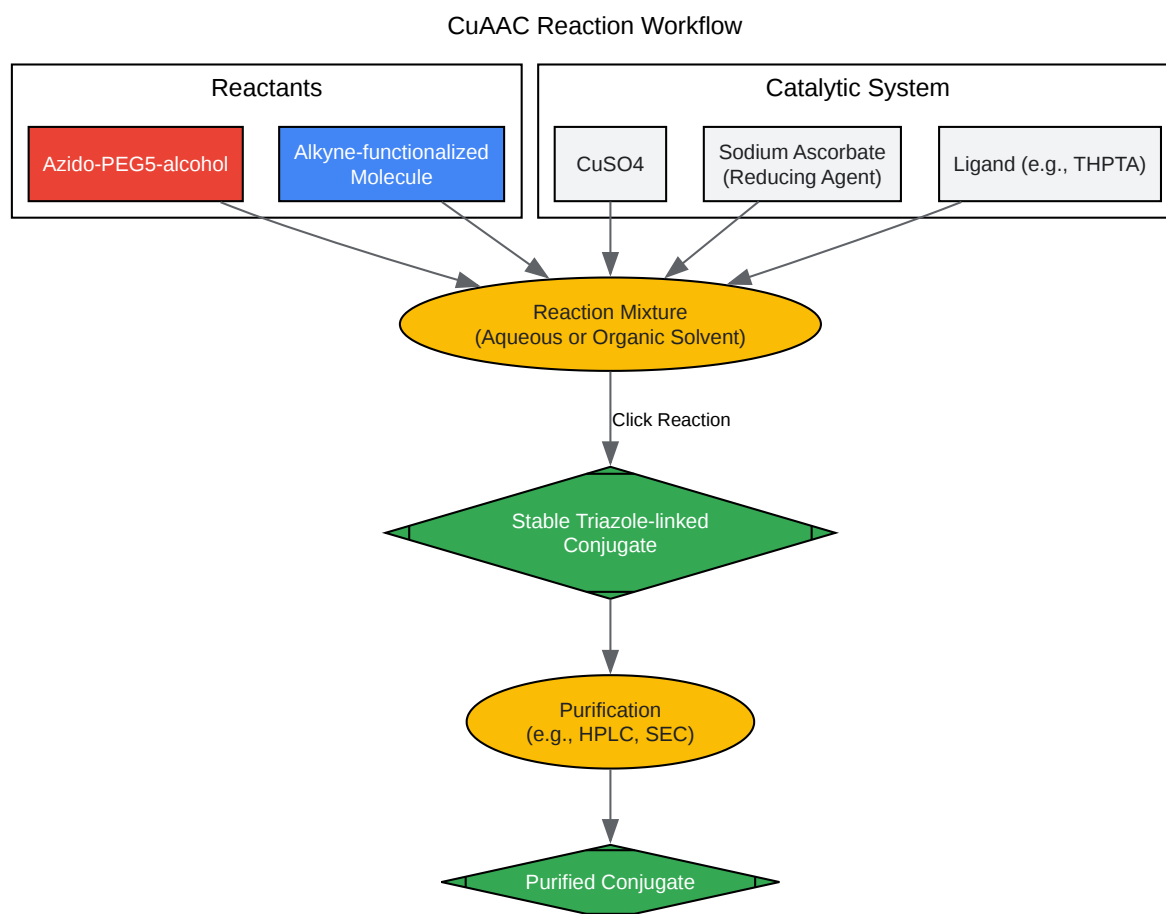 CuAAC Reaction Workflow
Reactants
Catalytic System
Azido-PEG5-alcohol
Alkyne-functionalized
Molecule
CuSO4
Sodium Ascorbate
(Reducing Agent)
Ligand (e.g., THPTA)
Reaction Mixture
(Aqueous or Organic Solvent)
Click Reaction
Stable Triazole-linked
Conjugate
Purification
(e.g., HPLC, SEC)
Purified Conjugate